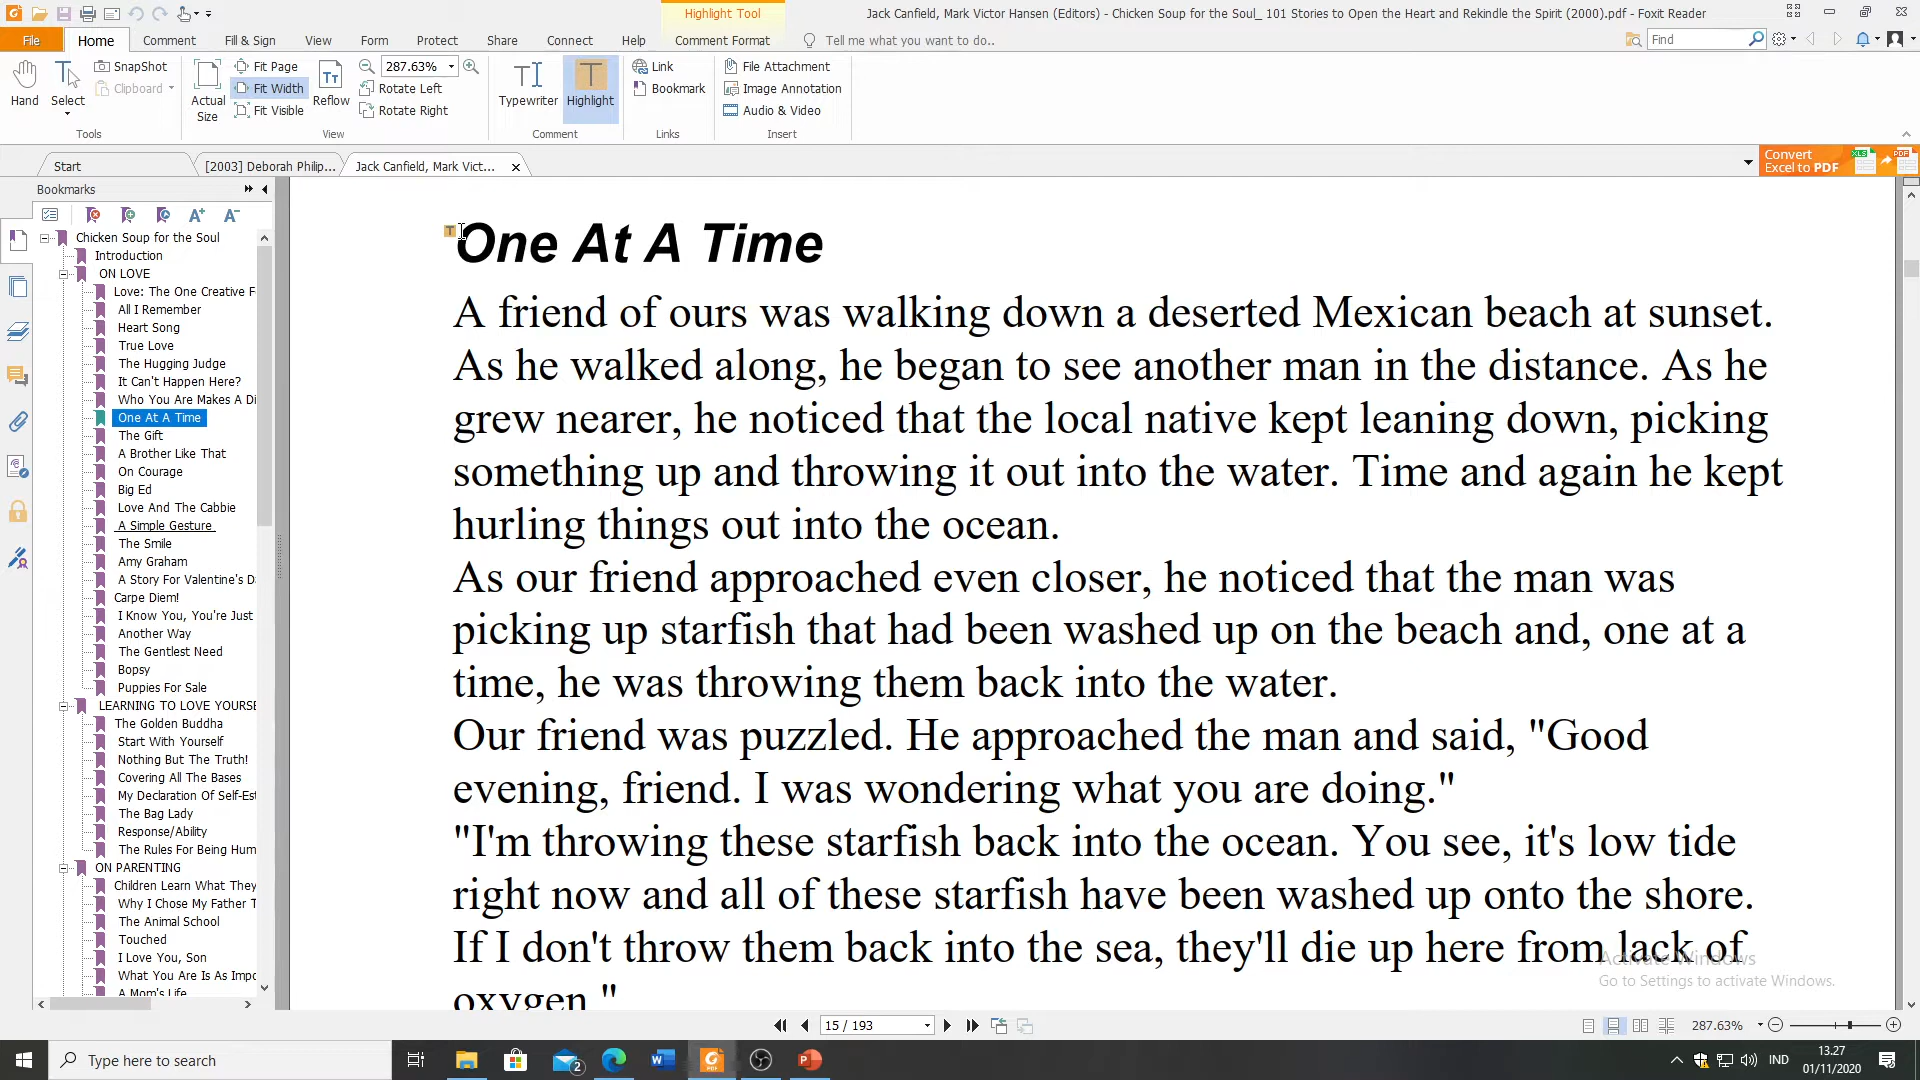 Highlight Tool
Jack Canfield, Mark Victor Hansen (Editors) - Chicken Soup for the Soul_ 101 Stories to Open the Heart and Rekindle the Spirit (2000).pdf - Foxit Reader
File
Home
Comment
Fill & Sign
View
Form
Protect
Share
Connect
Help
Comment Format
Tell me what you want to do..
Find
Hand
Select
SnapShot
Clipboard
Tools
Actual Size
Fit Page
Fit Width
Fit Visible
Reflow
287.63%
Rotate Left
Rotate Right
View
Typewriter
Highlight
Comment
Link
Bookmark
Links
File Attachment
Image Annotation
Audio & Video
Insert
Start
[2003] Deborah Philip...
Jack Canfield, Mark Vict...
Convert
Excel to PDF
Bookmarks
Chicken Soup for the Soul
Introduction
ON LOVE
Love: The One Creative F
All I Remember
Heart Song
True Love
The Hugging Judge
It Can't Happen Here?
Who You Are Makes A Di
One At A Time
The Gift
A Brother Like That
On Courage
Big Ed
Love And The Cabbie
A Simple Gesture
The Smile
Amy Graham
A Story For Valentine's D
Carpe Diem!
I Know You, You're Just
Another Way
The Gentlest Need
Bopsy
Puppies For Sale
LEARNING TO LOVE YOURSE
The Golden Buddha
Start With Yourself
Nothing But The Truth!
Covering All The Bases
My Declaration Of Self-Est
The Bag Lady
Response/Ability
The Rules For Being Hum
ON PARENTING
Children Learn What They
Why I Chose My Father T
The Animal School
Touched
I Love You, Son
What You Are Is As Impo
A Mom's Life
One At A Time
A friend of ours was walking down a deserted Mexican beach at sunset.
As he walked along, he began to see another man in the distance. As he
grew nearer, he noticed that the local native kept leaning down, picking
something up and throwing it out into the water. Time and again he kept
hurling things out into the ocean.
As our friend approached even closer, he noticed that the man was
picking up starfish that had been washed up on the beach and, one at a
time, he was throwing them back into the water.
Our friend was puzzled. He approached the man and said, "Good
evening, friend. I was wondering what you are doing."
"I'm throwing these starfish back into the ocean. You see, it's low tide
right now and all of these starfish have been washed up onto the shore.
If I don't throw them back into the sea, they'll die up here from lack of
oxygen."
Activate Windows
Go to Settings to activate Windows.
15 / 193
287.63%
Type here to search
2
IND
13.27
01/11/2020